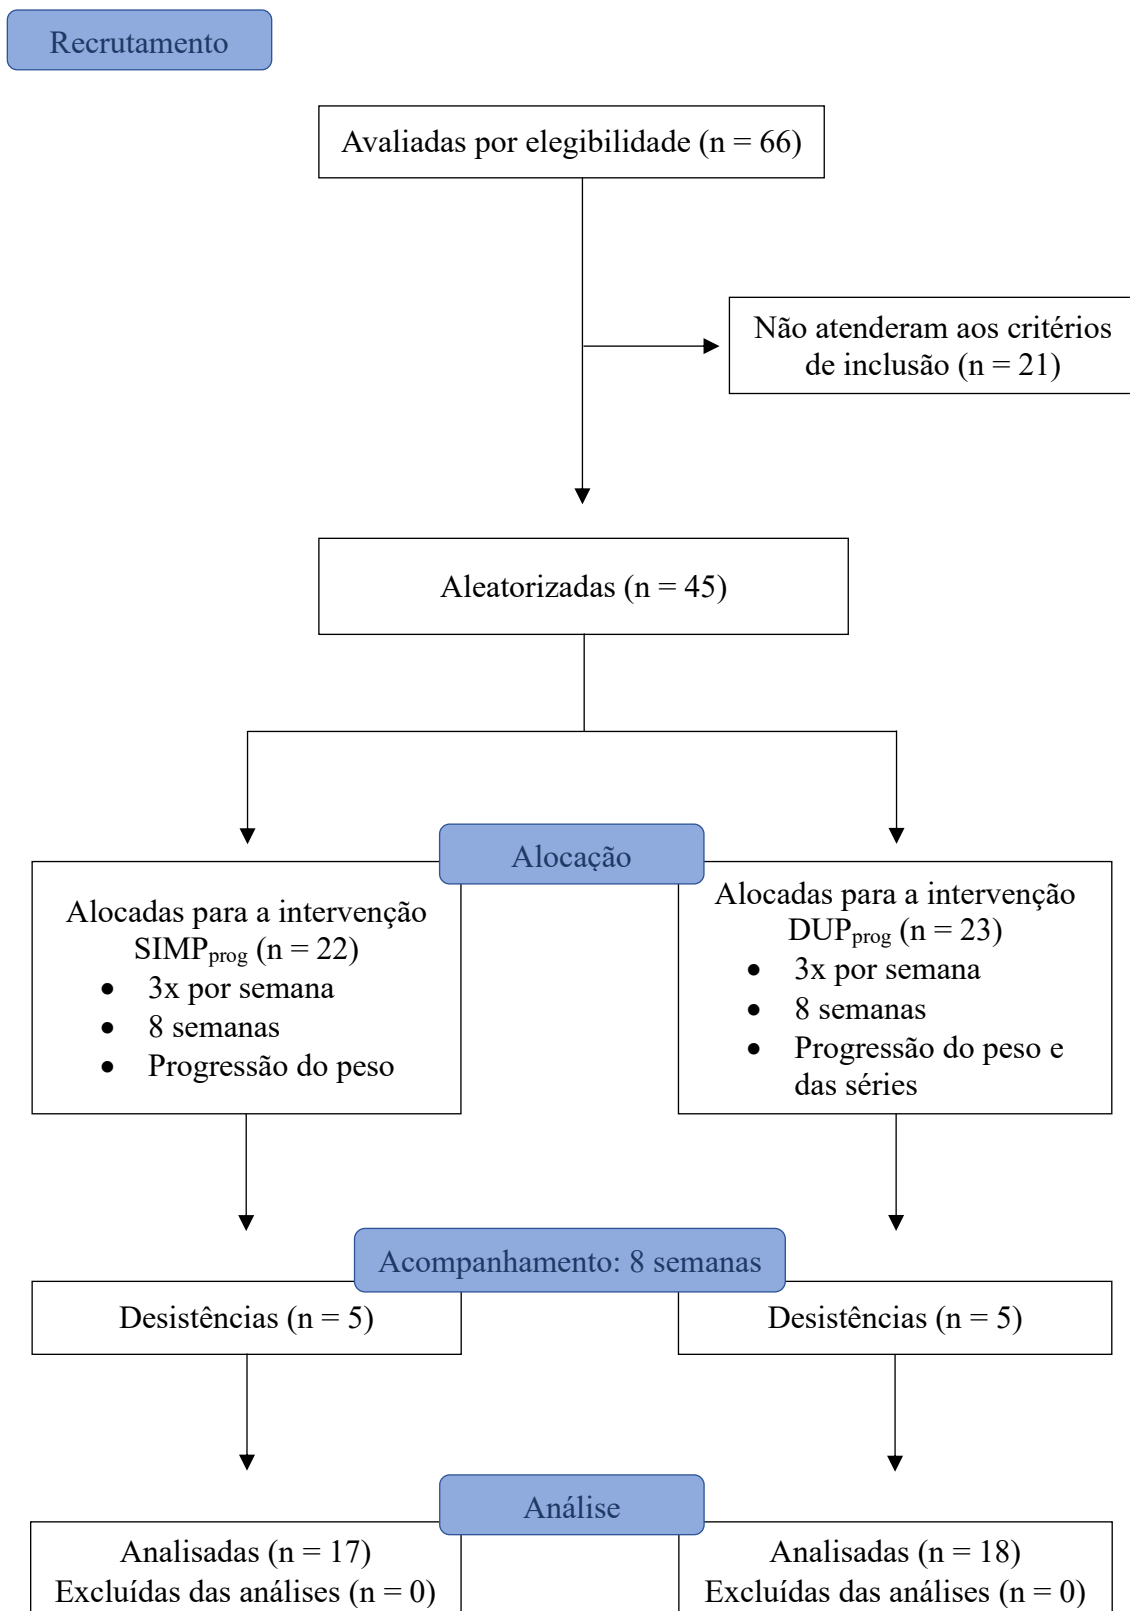 Recrutamento
Avaliadas por elegibilidade (n = 66)
Não atenderam aos critérios
de inclusão (n = 21)
Aleatorizadas (n = 45)
Alocação
Alocadas para a intervenção
SIMPprog (n = 22)
• 3x por semana
• 8 semanas
• Progressão do peso
Alocadas para a intervenção
DUPprog (n = 23)
• 3x por semana
• 8 semanas
• Progressão do peso e
das séries
Acompanhamento: 8 semanas
Desistências (n = 5)
Desistências (n = 5)
Análise
Analisadas (n = 17)
Excluídas das análises (n = 0)
Analisadas (n = 18)
Excluídas das análises (n = 0)